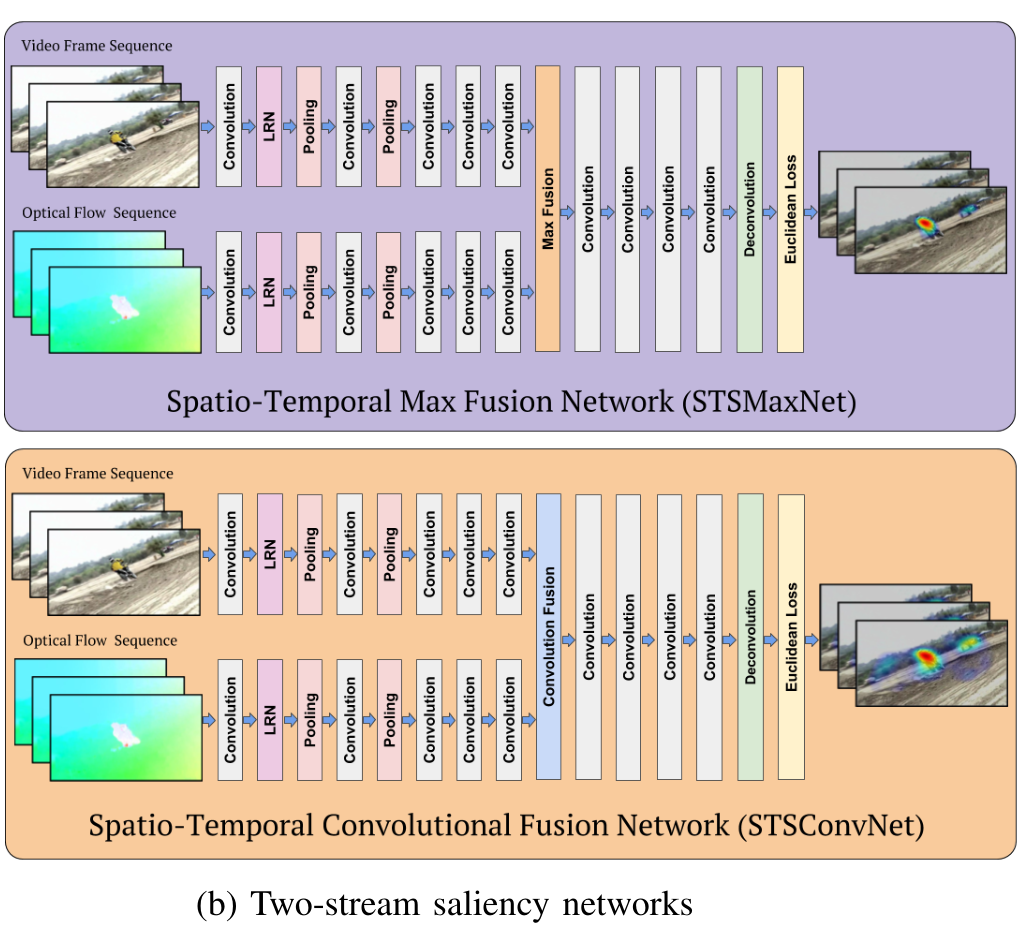 Video Frame Sequence
Convolution
LRN
Pooling
Convolution
Pooling
Convolution
Convolution
Convolution
Optical Flow Sequence
Convolution
LRN
Pooling
Convolution
Pooling
Convolution
Convolution
Convolution
Max Fusion
Convolution
Convolution
Convolution
Convolution
Deconvolution
Euclidean Loss
Spatio-Temporal Max Fusion Network (STSMaxNet)
Video Frame Sequence
Convolution
LRN
Pooling
Convolution
Pooling
Convolution
Convolution
Convolution
Optical Flow Sequence
Convolution
LRN
Pooling
Convolution
Pooling
Convolution
Convolution
Convolution
Convolution Fusion
Convolution
Convolution
Convolution
Convolution
Deconvolution
Euclidean Loss
Spatio-Temporal Convolutional Fusion Network (STSConvNet)
(b) Two-stream saliency networks